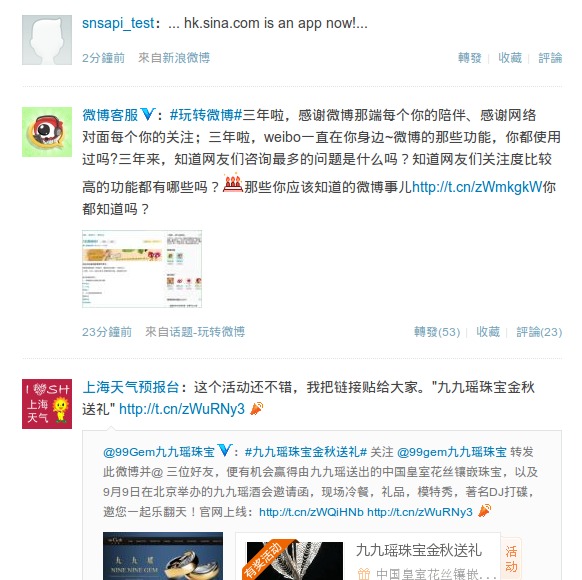 snsapi_test：... hk.sina.com is an app now!...
2分鐘前 來自新浪微博 轉發 收藏 評論
微博客服：#玩转微博#三年啦，感谢微博那端每个你的陪伴、感谢网络
对面每个你的关注；三年啦，weibo一直在你身边~微博的那些功能，你都使用
过吗?三年来，知道网友们咨询最多的问题是什么吗？知道网友们关注度比较
高的功能都有哪些吗？那些你应该知道的微博事儿http://t.cn/zWmkgkW你
都知道吗？
23分鐘前 來自话题-玩转微博 轉發(53) 收藏 評論(23)
I SH
上海
天气
上海天气预报台：这个活动还不错，我把链接贴给大家。"九九瑶珠宝金秋
送礼" http://t.cn/zWuRNy3
@99Gem九九瑶珠宝：#九九瑶珠宝金秋送礼# 关注 @99gem九九瑶珠宝 转发
此微博并@ 三位好友，便有机会赢得由九九瑶送出的中国皇室花丝镶嵌珠宝，以及
9月9日在北京举办的九九瑶酒会邀请函，现场冷餐，礼品，模特秀，著名DJ打碟，
邀您一起乐翻天！官网上线：http://t.cn/zWQiHNb http://t.cn/zWuRNy3
九九瑶
NINE NINE GEM
有奖活动
九九瑶珠宝金秋送礼
中国皇室花丝镶嵌...
活动